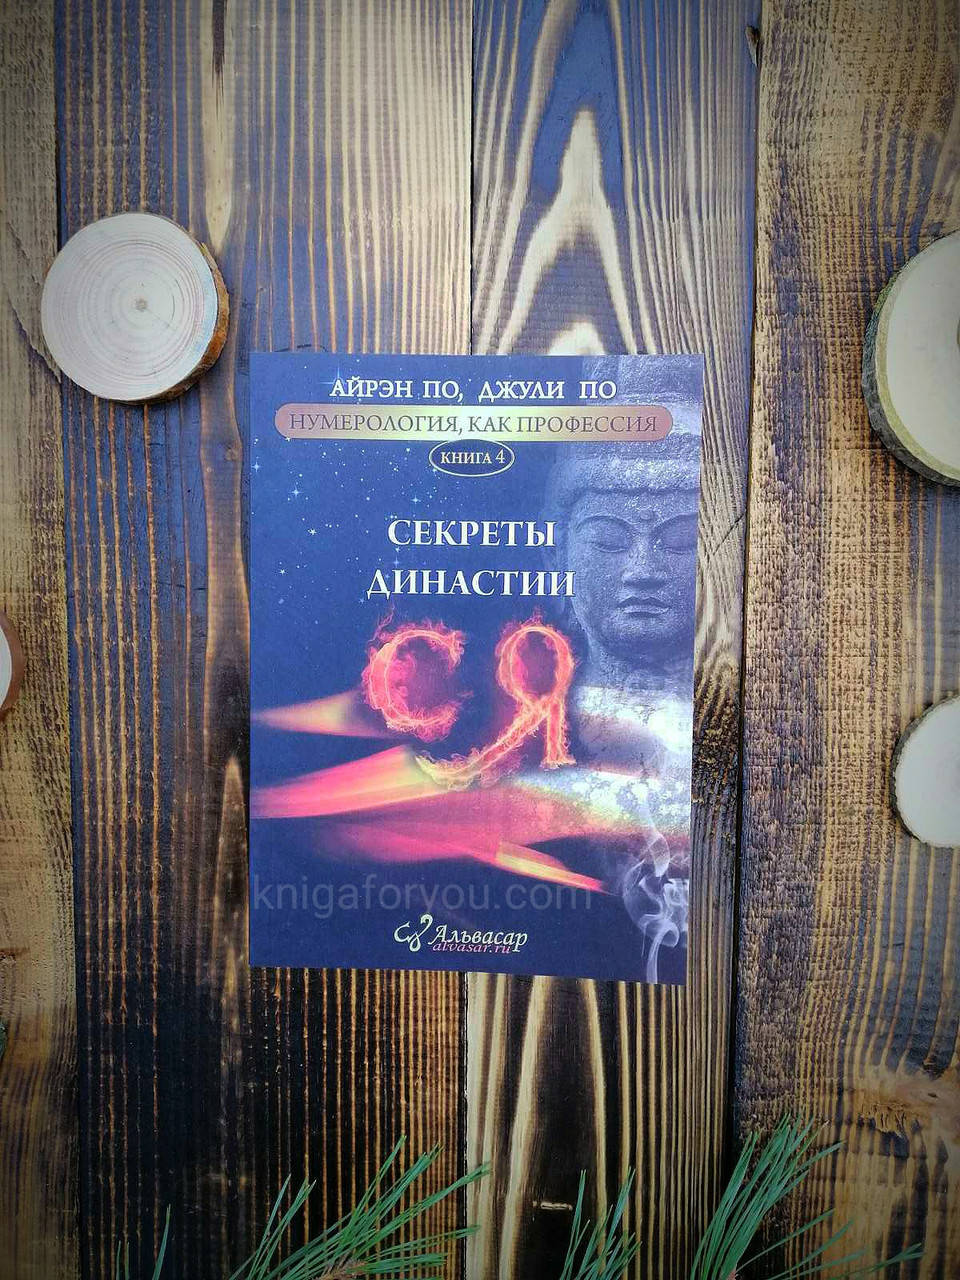 АЙРЭН ПО, ДЖУЛИ ПО
НУМЕРОЛОГИЯ, КАК ПРОФЕССИЯ
КНИГА 4
СЕКРЕТЫ
ДИНАСТИИ
СЯ
knigaforyou.com
Альвасар
alvasar.ru